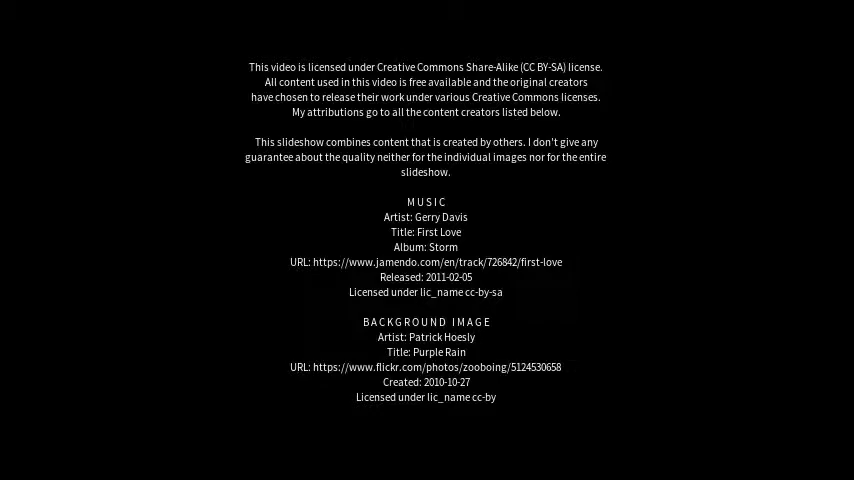 This video is licensed under Creative Commons Share-Alike (CC BY-SA) license.
All content used in this video is free available and the original creators
have chosen to release their work under various Creative Commons licenses.
My attributions go to all the content creators listed below.
This slideshow combines content that is created by others. I don't give any
guarantee about the quality neither for the individual images nor for the entire
slideshow.
MUSIC
Artist: Gerry Davis
Title: First Love
Album: Storm
URL: https://www.jamendo.com/en/track/726842/first-love
Released: 2011-02-05
Licensed under lic_name cc-by-sa
BACKGROUND IMAGE
Artist: Patrick Hoesly
Title: Purple Rain
URL: https://www.flickr.com/photos/zooboing/5124530658
Created: 2010-10-27
Licensed under lic_name cc-by